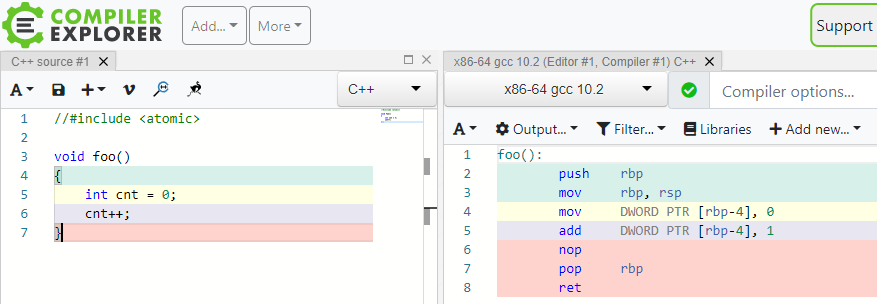 COMPILER
EXPLORER
Add...
More
Support
C++ source #1
x86-64 gcc 10.2 (Editor #1, Compiler #1) C++
A
C++
x86-64 gcc 10.2
Compiler options...
A
Output...
Filter...
Libraries
Add new...
1 //#include <atomic>
2
3 void foo()
4 {
5 int cnt = 0;
6 cnt++;
7 }
1 foo():
2 push rbp
3 mov rbp, rsp
4 mov DWORD PTR [rbp-4], 0
5 add DWORD PTR [rbp-4], 1
6 nop
7 pop rbp
8 ret